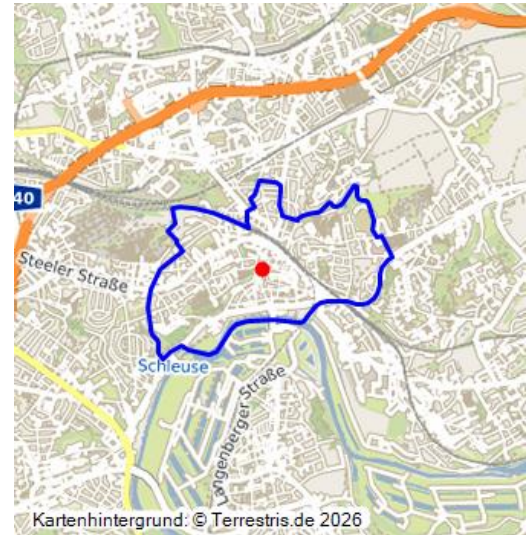 40
Steeler Straße
Schleuse
Langenberger Straße
Kartenhintergrund: © Terrestris.de 2026